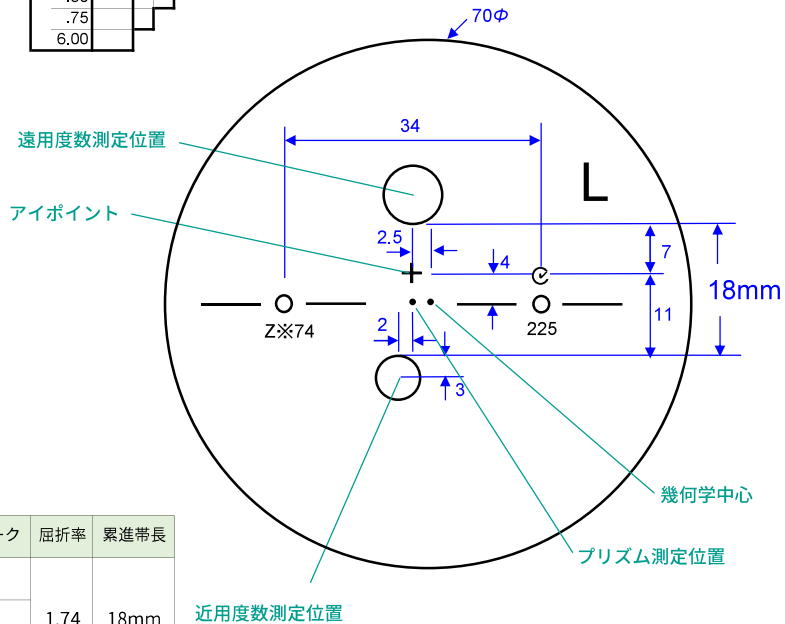 .75
6.00
70Φ
34
遠用度数測定位置
L
アイポイント
2.5
4
7
18mm
11
Z※74
225
2
3
幾何学中心
プリズム測定位置
近用度数測定位置
ーク 屈折率 累進帯長
1.74 18mm